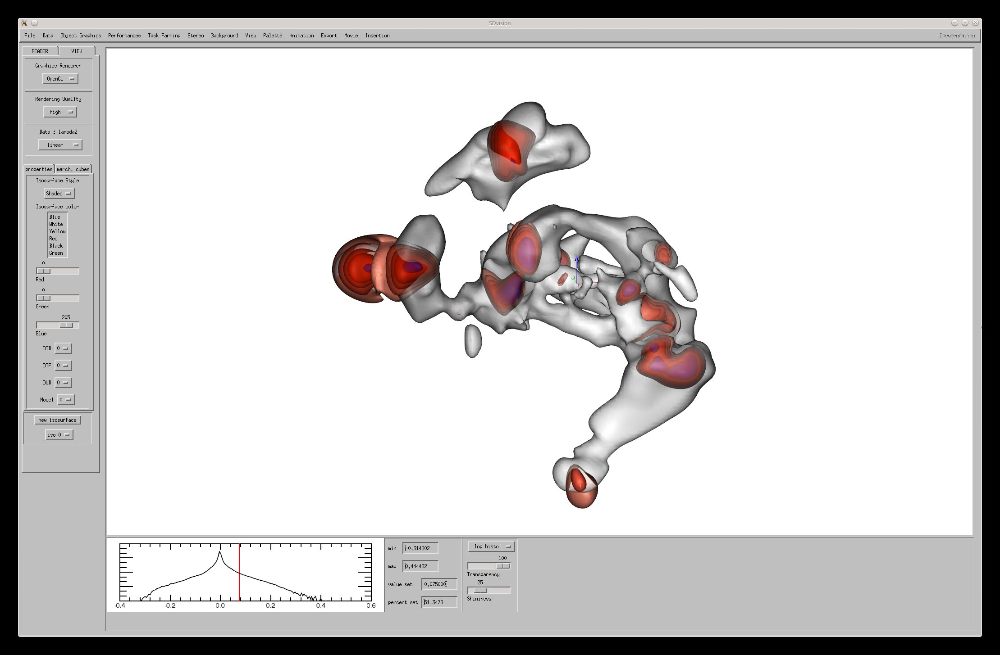 SDvision
File Data Object Graphics Performances Task Farming Stereo Background View Palette Animation Export Movie Insertion Documentation
READER VIEW
Graphics Renderer
OpenGL
Rendering Quality
high
Data : lambda2
linear
properties march. cubes
Isosurface Style
Shaded
Isosurface color
Blue
White
Yellow
Red
Black
Green
0
Red
0
Green
205
Blue
DTD 0
DTF 0
DWD 0
Model 0
new isosurface
iso 0
-0.4 -0.2 0.0 0.2 0.4 0.6
min -0.314902
max 0.444432
value set 0.075000
percent set 51.3479
log histo
100
Transparency
25
Shininess